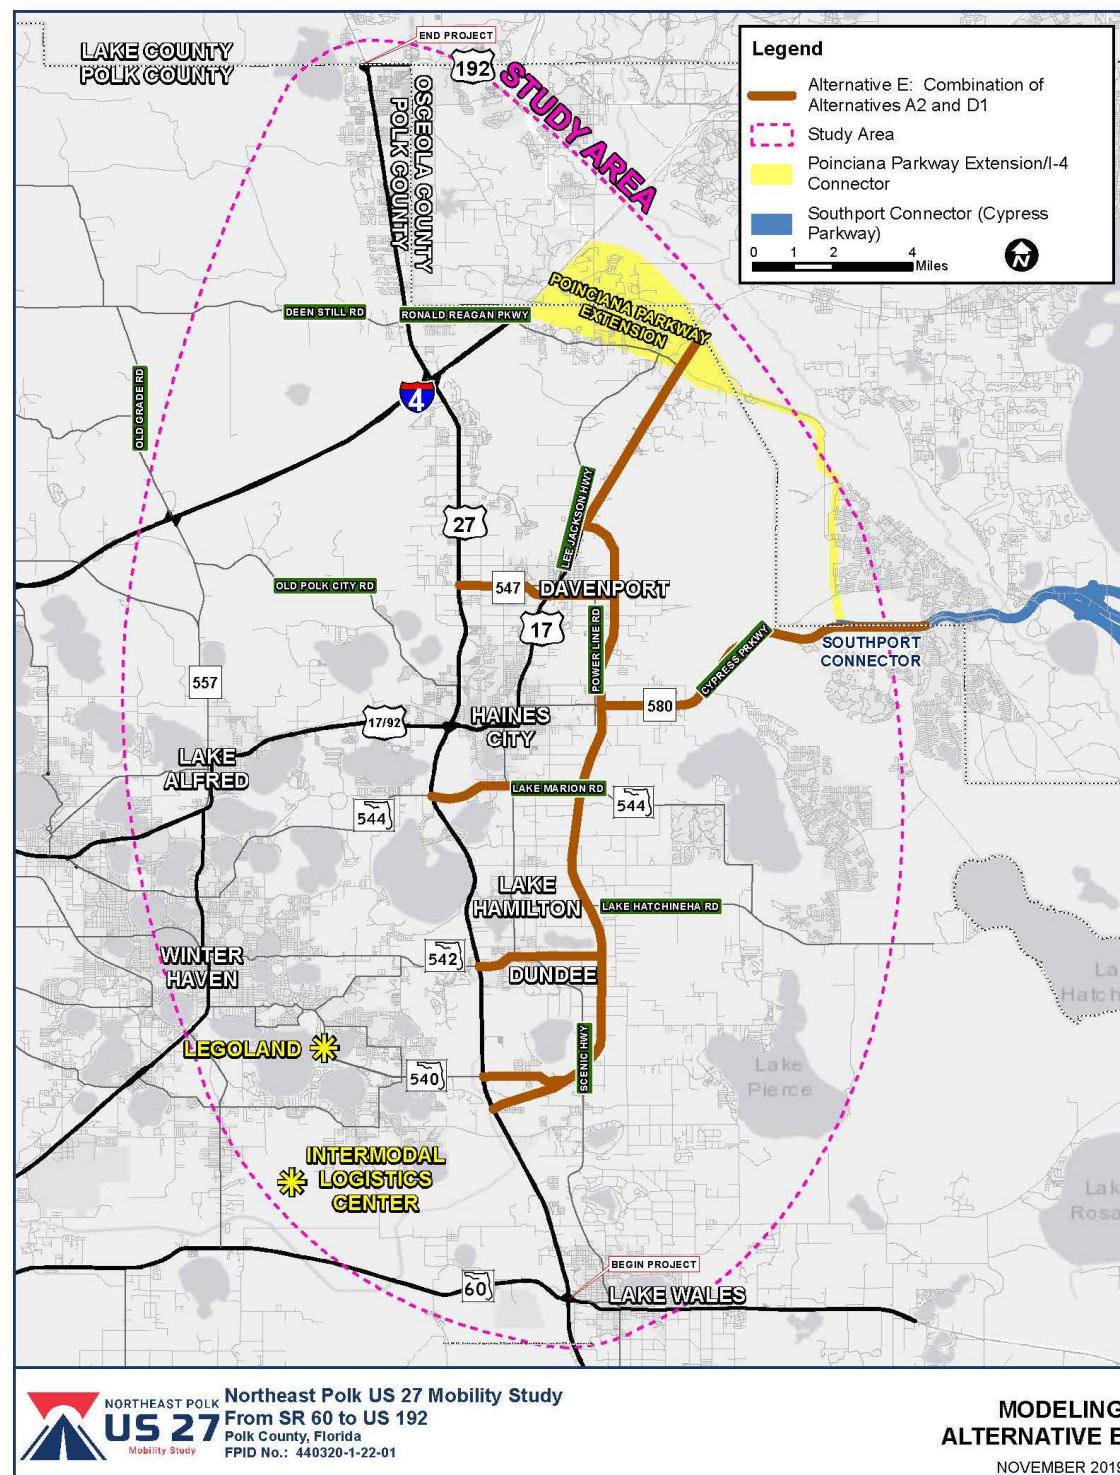 END PROJECT
LAKE COUNTY
POLK COUNTY
192
STUDY AREA
OSCEOLA COUNTY
POLK COUNTY
Legend
Alternative E: Combination of
Alternatives A2 and D1
Study Area
Poinciana Parkway Extension/I-4
Connector
Southport Connector (Cypress
Parkway)
0 1 2 4
Miles
N
POINCIANA PARKWAY
EXTENSION
DEEN STILL RD
RONALD REAGAN PKWY
OLD GRADE RD
4
27
LEE JACKSON HWY
OLD POLK CITY RD
547
DAVENPORT
17
POWER LINE RD
CYPRESS PRKWY
SOUTHPORT
CONNECTOR
557
580
17/92
HAINES
CITY
LAKE
ALFRED
LAKE MARION RD
544
544
LAKE
HAMILTON
LAKE HATCHINEHA RD
WINTER
HAVEN
542
DUNDEE
La
Hatch
LEGOLAND
SCENIC HWY
540
Lake
Pierce
INTERMODAL
LOGISTICS
CENTER
Lak
Rosa
BEGIN PROJECT
60
LAKE WALES
NORTHEAST POLK
US 27
Mobility Study
Northeast Polk US 27 Mobility Study
From SR 60 to US 192
Polk County, Florida
FPID No.: 440320-1-22-01
MODELING
ALTERNATIVE E
NOVEMBER 2019